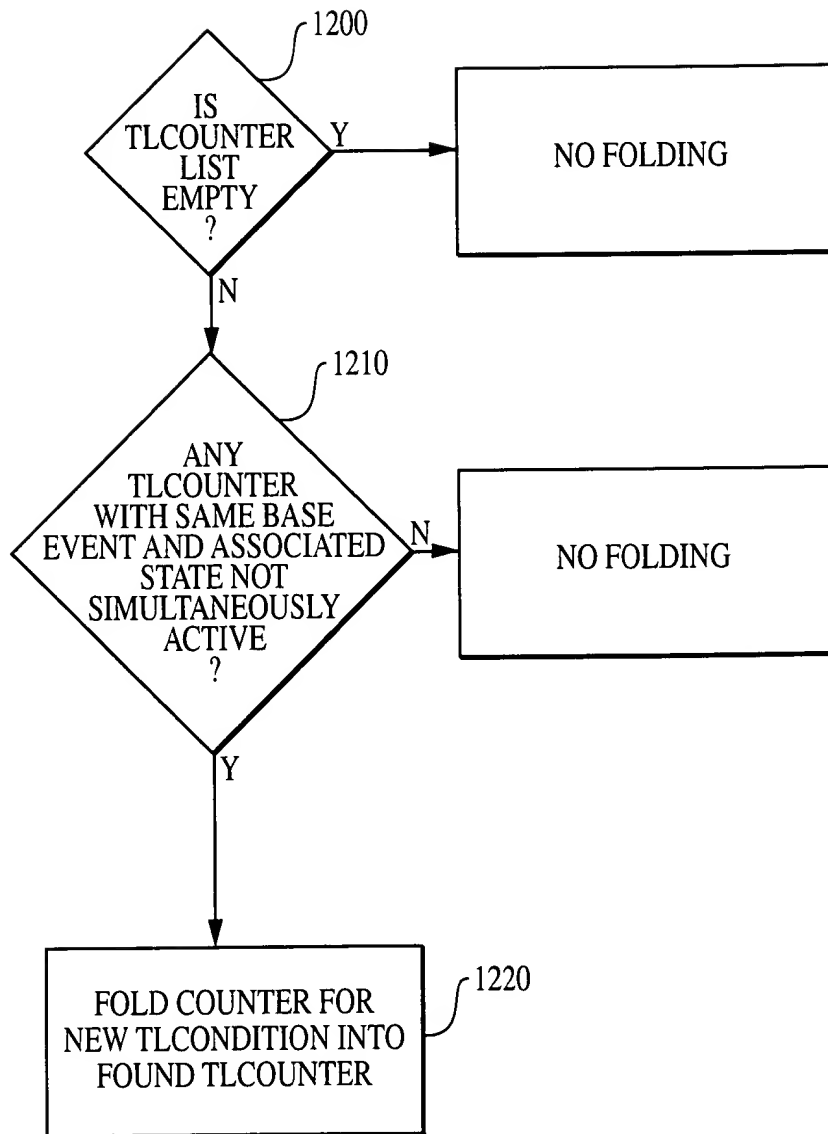 1200
IS
TLCOUNTER
LIST
EMPTY
?
Y
NO FOLDING
N
1210
ANY
TLCOUNTER
WITH SAME BASE
EVENT AND ASSOCIATED
STATE NOT
SIMULTANEOUSLY
ACTIVE
?
N
NO FOLDING
Y
1220
FOLD COUNTER FOR
NEW TLCONDITION INTO
FOUND TLCOUNTER